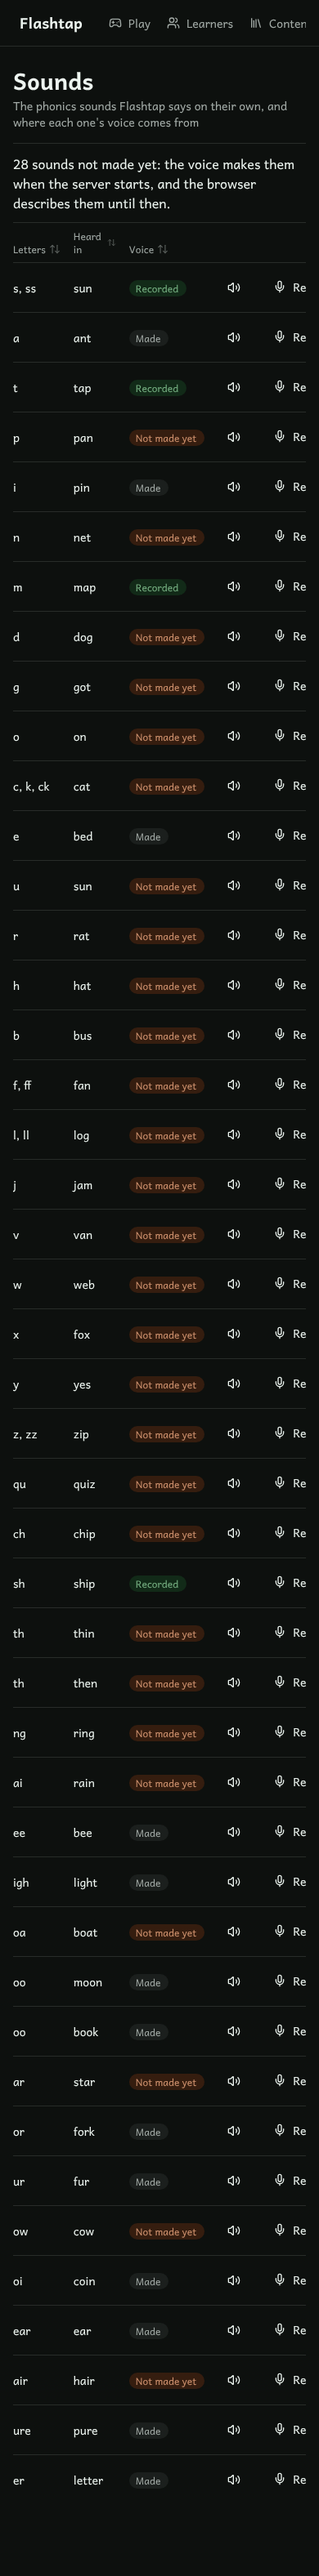 Flashtap Play Learners Conten
Sounds
The phonics sounds Flashtap says on their own, and
where each one's voice comes from
28 sounds not made yet: the voice makes them
when the server starts, and the browser
describes them until then.
Letters Heard in Voice
s, ss sun Recorded Re
a ant Made Re
t tap Recorded Re
p pan Not made yet Re
i pin Made Re
n net Not made yet Re
m map Recorded Re
d dog Not made yet Re
g got Not made yet Re
o on Not made yet Re
c, k, ck cat Not made yet Re
e bed Made Re
u sun Not made yet Re
r rat Not made yet Re
h hat Not made yet Re
b bus Not made yet Re
f, ff fan Not made yet Re
l, ll log Not made yet Re
j jam Not made yet Re
v van Not made yet Re
w web Not made yet Re
x fox Not made yet Re
y yes Not made yet Re
z, zz zip Not made yet Re
qu quiz Not made yet Re
ch chip Not made yet Re
sh ship Recorded Re
th thin Not made yet Re
th then Not made yet Re
ng ring Not made yet Re
ai rain Not made yet Re
ee bee Made Re
igh light Made Re
oa boat Not made yet Re
oo moon Made Re
oo book Made Re
ar star Not made yet Re
or fork Made Re
ur fur Made Re
ow cow Not made yet Re
oi coin Made Re
ear ear Made Re
air hair Not made yet Re
ure pure Made Re
er letter Made Re